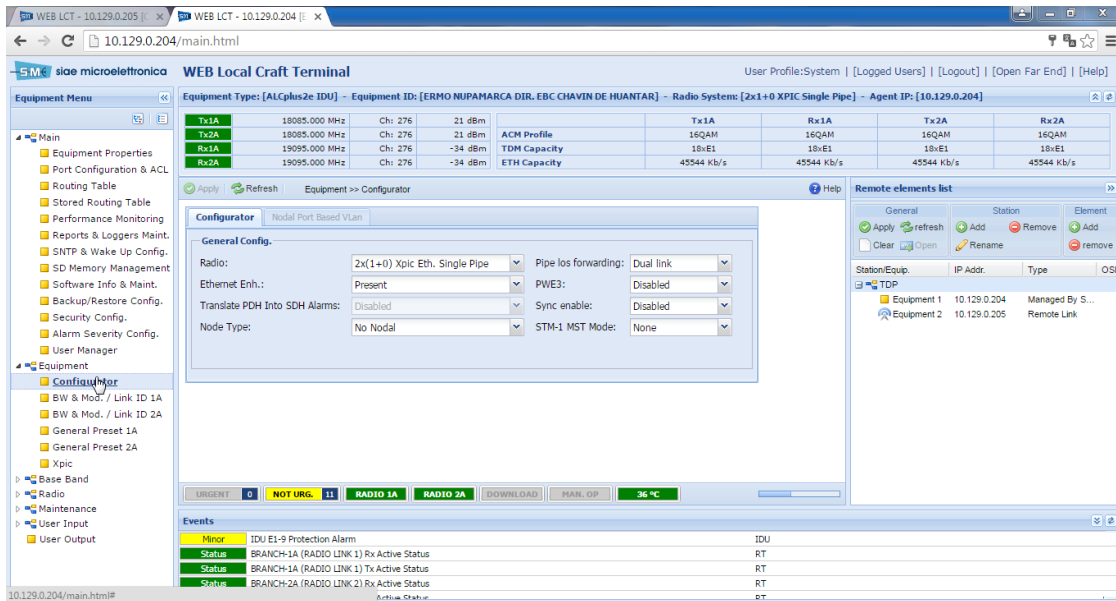 WEB LCT - 10.129.0.205 [C
WEB LCT - 10.129.0.204 [E
10.129.0.204/main.html
SM siae microelettronica
WEB Local Craft Terminal
User Profile:System | [Logged Users] | [Logout] | [Open Far End] | [Help]
Equipment Menu
Equipment Type: [ALCplus2e IDU] - Equipment ID: [ERMO NUPAMARCA DIR. EBC CHAVIN DE HUANTAR] - Radio System: [2x1+0 XPIC Single Pipe] - Agent IP: [10.129.0.204]
Tx1A 18085.000 MHz Ch: 276 21 dBm
Tx2A 18085.000 MHz Ch: 276 21 dBm
Rx1A 19095.000 MHz Ch: 276 -34 dBm
Rx2A 19095.000 MHz Ch: 276 -34 dBm
Tx1A Rx1A Tx2A Rx2A
ACM Profile 16QAM 16QAM 16QAM 16QAM
TDM Capacity 18xE1 18xE1 18xE1 18xE1
ETH Capacity 45544 Kb/s 45544 Kb/s 45544 Kb/s 45544 Kb/s
Main
Equipment Properties
Port Configuration & ACL
Routing Table
Stored Routing Table
Performance Monitoring
Reports & Loggers Maint.
SNTP & Wake Up Config.
SD Memory Management
Software Info & Maint.
Backup/Restore Config.
Security Config.
Alarm Severity Config.
User Manager
Equipment
Configurator
BW & Mod. / Link ID 1A
BW & Mod. / Link ID 2A
General Preset 1A
General Preset 2A
Xpic
Base Band
Radio
Maintenance
User Input
User Output
Apply Refresh Equipment >> Configurator Help
Configurator Nodal Port Based VLan
General Config.
Radio: 2x(1+0) Xpic Eth. Single Pipe Pipe los forwarding: Dual link
Ethernet Enh.: Present PWE3: Disabled
Translate PDH Into SDH Alarms: Disabled Sync enable: Disabled
Node Type: No Nodal STM-1 MST Mode: None
Remote elements list
General Station Element
Apply refresh Add Remove Add
Clear Open Rename remove
Station/Equip. IP Addr. Type OSI
TDP
Equipment 1 10.129.0.204 Managed By S...
Equipment 2 10.129.0.205 Remote Link
URGENT 0 NOT URG. 11 RADIO 1A RADIO 2A DOWNLOAD MAN. OP 36 ºC
Events
Minor IDU E1-9 Protection Alarm IDU
Status BRANCH-1A (RADIO LINK 1) Rx Active Status RT
Status BRANCH-1A (RADIO LINK 1) Tx Active Status RT
Status BRANCH-2A (RADIO LINK 2) Rx Active Status RT
Active Status RT
10.129.0.204/main.html#